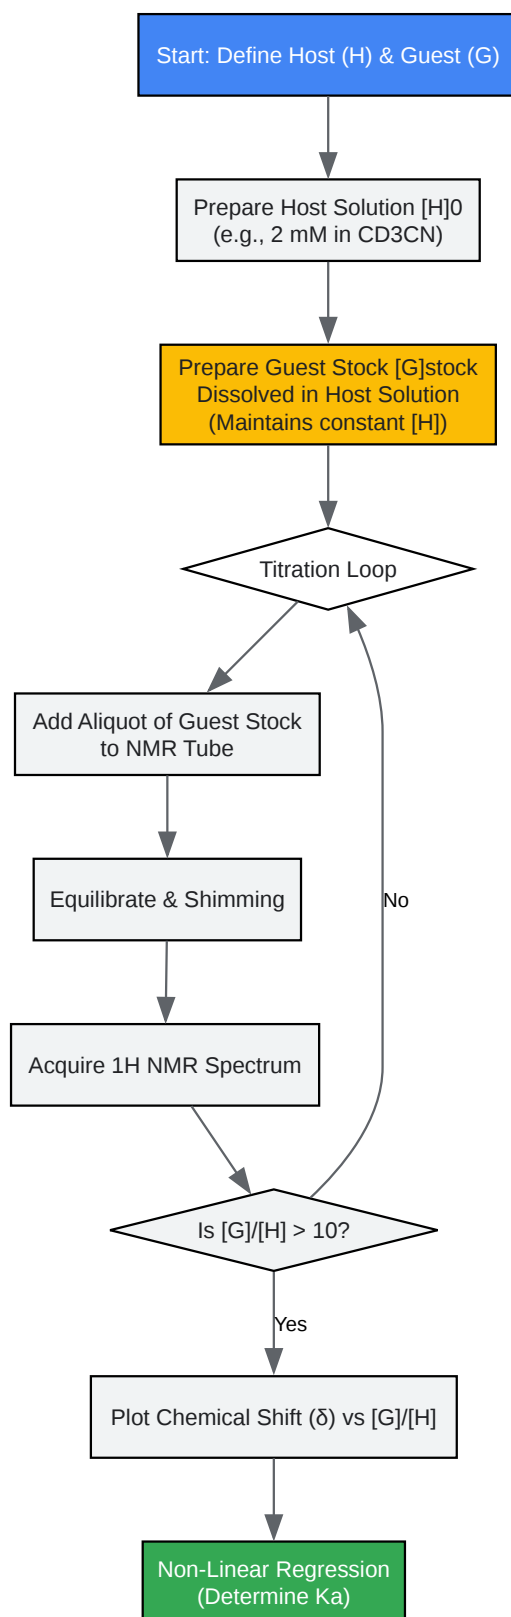 Start: Define Host (H) & Guest (G)
Prepare Host Solution [H]0
(e.g., 2 mM in CD3CN)
Prepare Guest Stock [G]stock
Dissolved in Host Solution
(Maintains constant [H])
Titration Loop
Add Aliquot of Guest Stock
to NMR Tube
Equilibrate & Shimming
No
Acquire 1H NMR Spectrum
Is [G]/[H] > 10?
Yes
Plot Chemical Shift (δ) vs [G]/[H]
Non-Linear Regression
(Determine Ka)